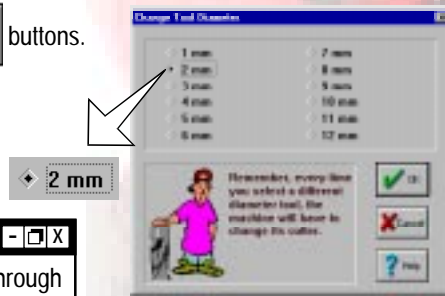 buttons.
Change Tool Diameter
1 mm
2 mm
3 mm
4 mm
5 mm
6 mm
7 mm
8 mm
9 mm
10 mm
11 mm
12 mm
2 mm
Remember, every time
you select a different
diameter tool, the
machine will have to
change its cutter.
OK
Cancel
Help
hrough